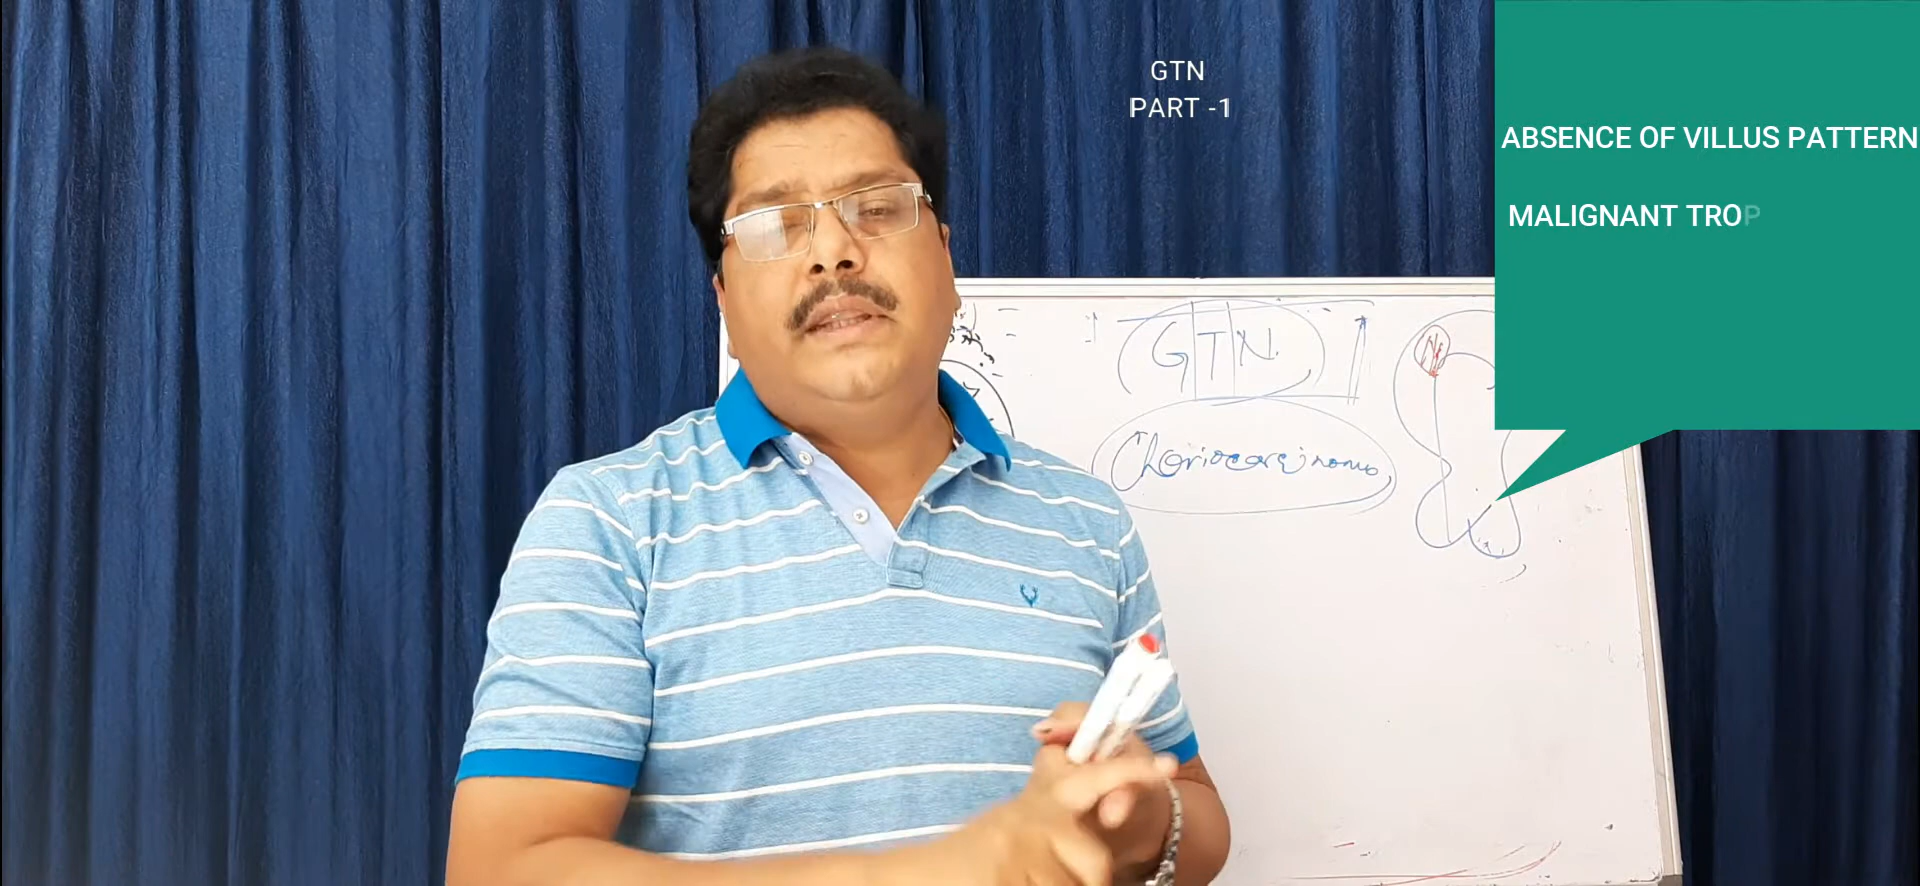 GTN
PART -1
ABSENCE OF VILLUS PATTERN
MALIGNANT TROP
GTN
Choriocarcinoma